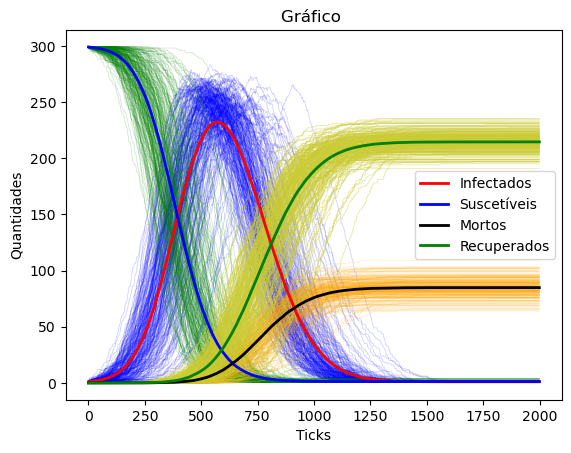 Gráfico
300
250
200
150
100
50
0
Quantidades
Infectados
Suscetíveis
Mortos
Recuperados
0 250 500 750 1000 1250 1500 1750 2000
Ticks